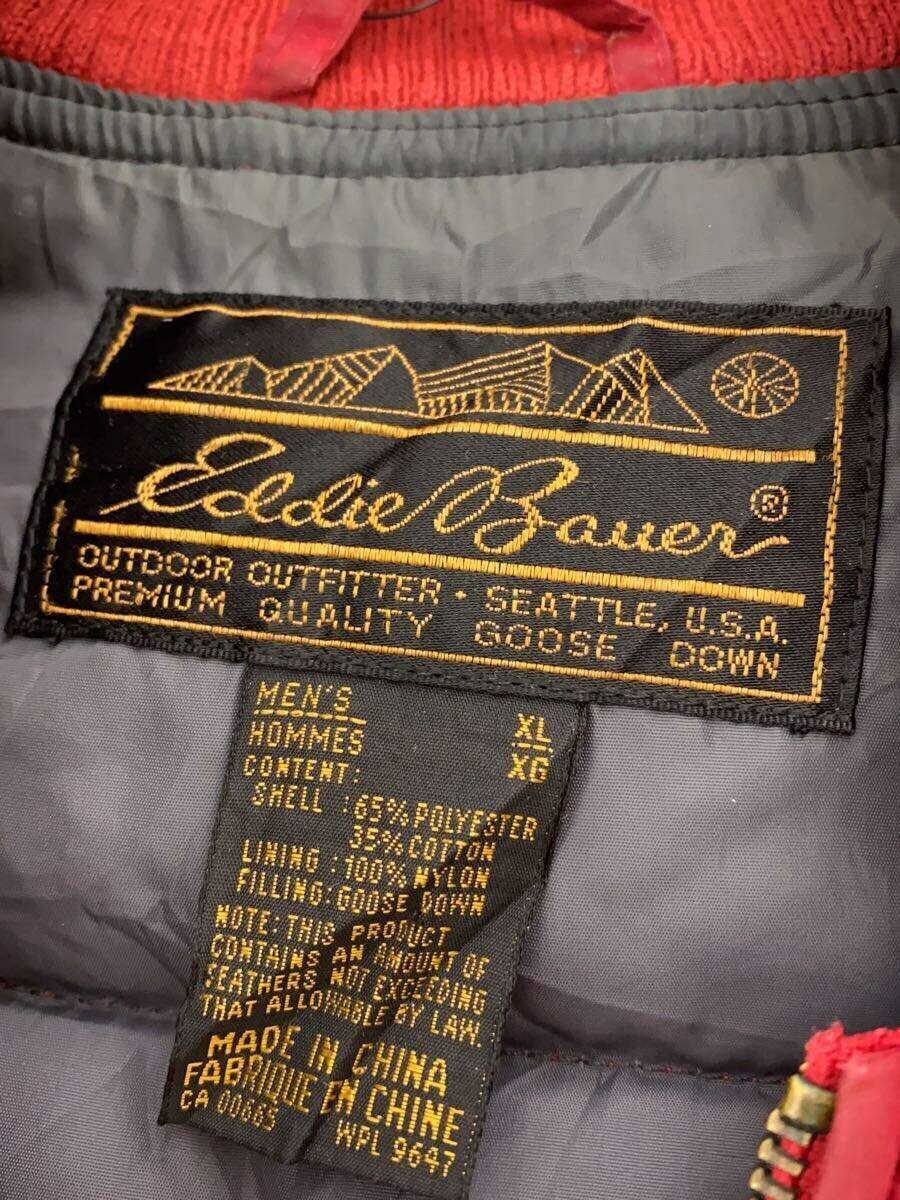 Eddie Bauer®
OUTDOOR OUTFITTER · SEATTLE, U.S.A.
PREMIUM QUALITY GOOSE DOWN
MEN'S XL
HOMMES XG
CONTENT:
SHELL :65% POLYESTER
35% COTTON
LINING :100% NYLON
FILLING:GOOSE DOWN
NOTE:THIS PRODUCT
CONTAINS AN AMOUNT OF
FEATHERS NOT EXCEEDING
THAT ALLOWABLE BY LAW.
MADE IN CHINA
FABRIQUE EN CHINE
CA 00665 WPL 9647